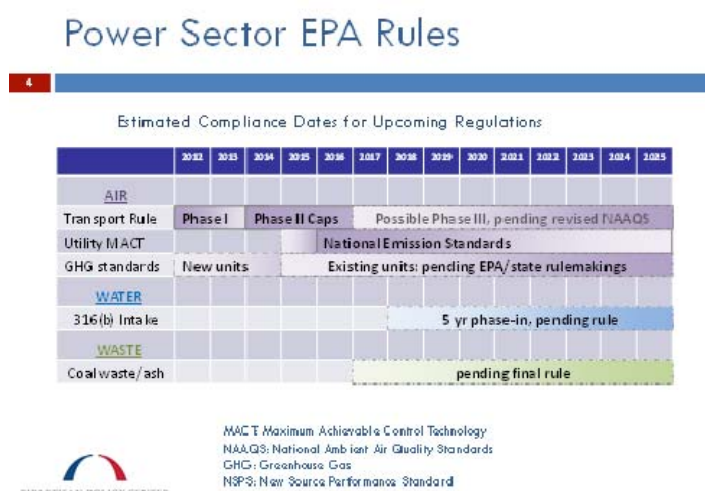 Power Sector EPA Rules
4
Estimated Compliance Dates for Upcoming Regulations
2012 2013 2014 2015 2016 2017 2018 2019 2020 2021 2022 2023 2024 2025
AIR
Transport Rule Phase I Phase II Caps Possible Phase III, pending revised NAAQS
Utility MACT National Emission Standards
GHG standards New units Existing units: pending EPA/state rulemakings
WATER
316(b) Intake 5 yr phase-in, pending rule
WASTE
Coal waste/ash pending final rule
MACT: Maximum Achievable Control Technology
NAAQS: National Ambient Air Quality Standards
GHG: Greenhouse Gas
NSPS: New Source Performance Standard